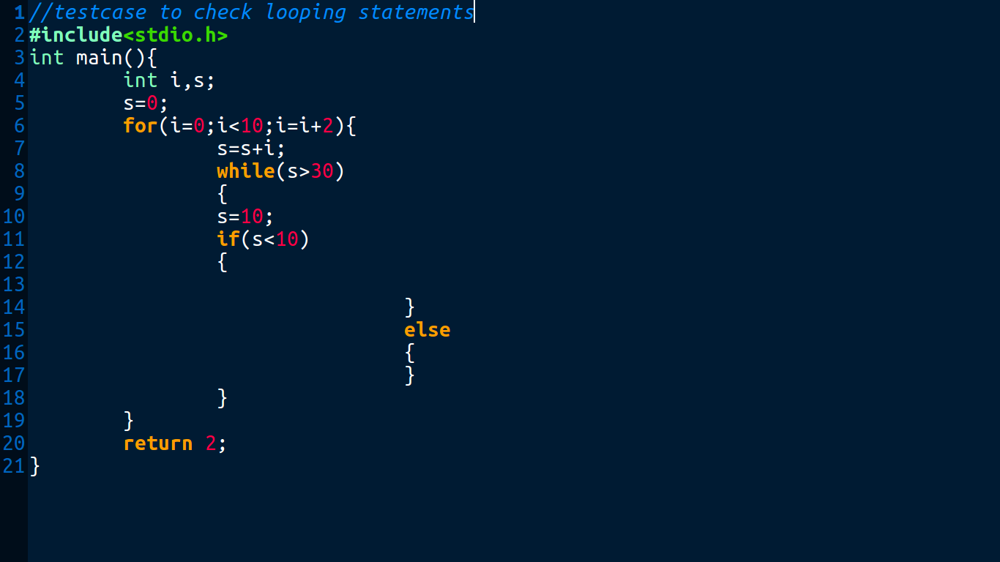 1 //testcase to check looping statements
2 #include<stdio.h>
3 int main(){
4         int i,s;
5         s=0;
6         for(i=0;i<10;i=i+2){
7                 s=s+i;
8                 while(s>30)
9                 {
10                 s=10;
11                 if(s<10)
12                 {
13
14                                 }
15                                 else
16                                 {
17                                 }
18                 }
19         }
20         return 2;
21 }